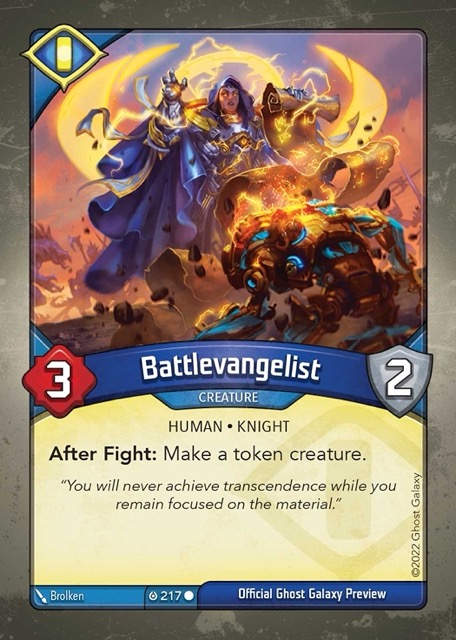 Battlevangelist
CREATURE
3
2
HUMAN • KNIGHT
After Fight: Make a token creature.
“You will never achieve transcendence while you
remain focused on the material.”
©2022 Ghost Galaxy
Brolken
217
Official Ghost Galaxy Preview